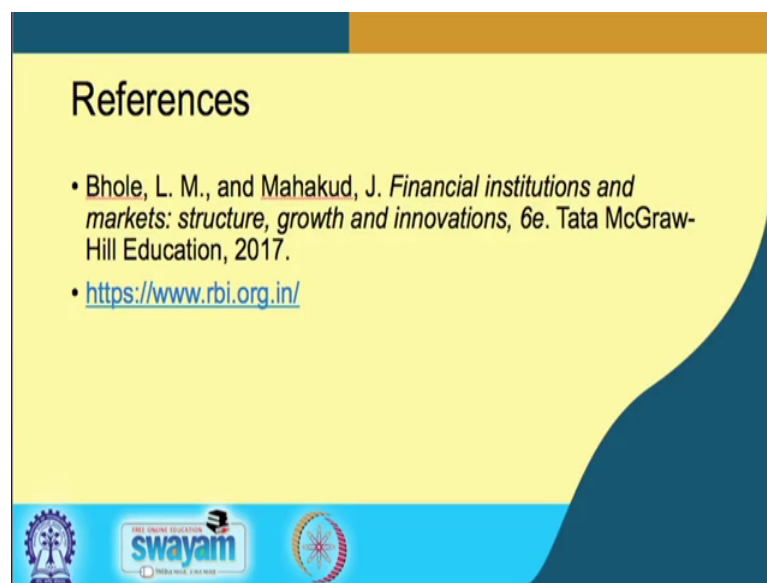 References
• Bhole, L. M., and Mahakud, J. Financial institutions and
markets: structure, growth and innovations, 6e. Tata McGraw-
Hill Education, 2017.
• https://www.rbi.org.in/
FREE ONLINE EDUCATION
swayam